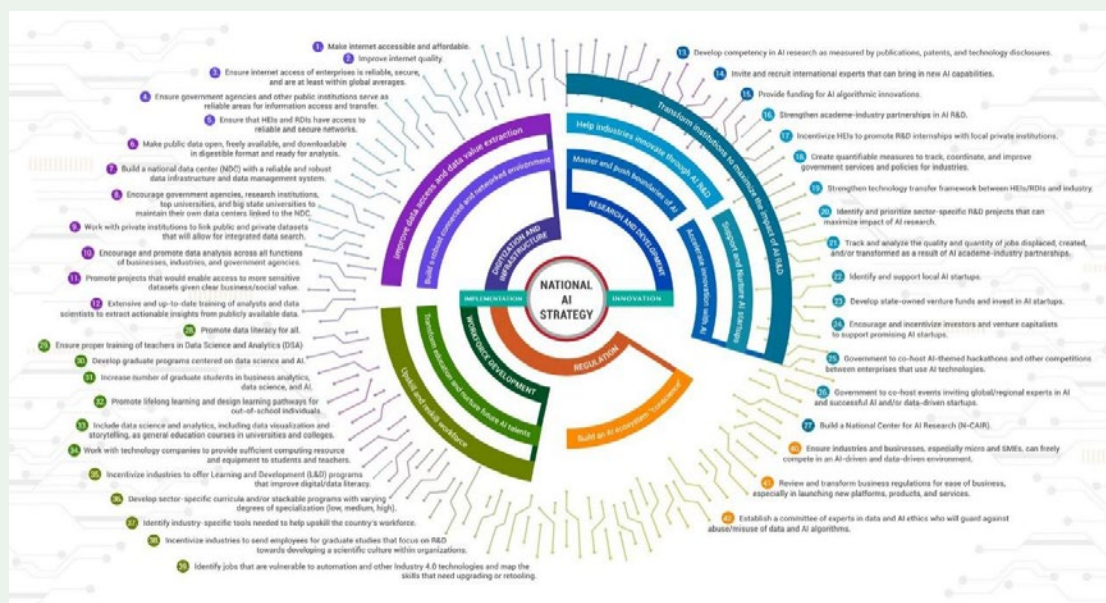 1. Make internet accessible and affordable.
2. Improve internet quality.
3. Ensure internet access of enterprises is reliable, secure,
and are at least within global averages.
4. Ensure government agencies and other public institutions serve as
reliable areas for information access and transfer.
5. Ensure that HEIs and RDIs have access to
reliable and secure networks.
6. Make public data open, freely available, and downloadable
in digestible format and ready for analysis.
7. Build a national data center (NDC) with a reliable and robust
data infrastructure and data management system.
8. Encourage government agencies, research institutions,
top universities, and big state universities to
maintain their own data centers linked to the NDC.
9. Work with private institutions to link public and private datasets
that will allow for integrated data search.
10. Encourage and promote data analysis across all functions
of businesses, industries, and government agencies.
11. Promote projects that would enable access to more sensitive
datasets given clear business/social value.
12. Extensive and up-to-date training of analysts and data
scientists to extract actionable insights from publicly available data.
28. Promote data literacy for all.
29. Ensure proper training of teachers in Data Science and Analytics (DSA)
30. Develop graduate programs centered on data science and AI.
31. Increase number of graduate students in business analytics,
data science, and AI.
32. Promote lifelong learning and design learning pathways for
out-of-school individuals.
33. Include data science and analytics, including data visualization and
storytelling, as general education courses in universities and colleges.
34. Work with technology companies to provide sufficient computing resource
and equipment to students and teachers.
35. Incentivize industries to offer Learning and Development (L&D) programs
that improve digital/data literacy.
36. Develop sector-specific curricula and/or stackable programs with varying
degrees of specialization (low, medium, high).
37. Identify industry-specific tools needed to help upskill the country's workforce.
38. Incentivize industries to send employees for graduate studies that focus on R&D
towards developing a scientific culture within organizations.
39. Identify jobs that are vulnerable to automation and other Industry 4.0 technologies and map the
skills that need upgrading or retooling.
Improve data access and data value extraction
Build a robust connected and networked environment
DIGITIZATION AND
INFRASTRUCTURE
Transform institutions to maximize the impact of AI R&D
Help industries innovate through AI R&D
Master and push boundaries of AI
RESEARCH AND DEVELOPMENT
Accelerate innovation with AI
Support and Nurture AI startups
IMPLEMENTATION
NATIONAL
AI
STRATEGY
INNOVATION
WORKFORCE DEVELOPMENT
Transform education and nurture future AI talents
Upskill and reskill workforce
REGULATION
Build an AI ecosystem "conscience"
13. Develop competency in AI research as measured by publications, patents, and technology disclosures.
14. Invite and recruit international experts that can bring in new AI capabilities.
15. Provide funding for AI algorithmic innovations.
16. Strengthen academe-industry partnerships in AI R&D.
17. Incentivize HEIs to promote R&D internships with local private institutions.
18. Create quantifiable measures to track, coordinate, and improve
government services and policies for industries.
19. Strengthen technology transfer framework between HEIs/RDIs and industry.
20. Identify and prioritize sector-specific R&D projects that can
maximize impact of AI research.
21. Track and analyze the quality and quantity of jobs displaced, created,
and/or transformed as a result of AI academe-industry partnerships.
22. Identify and support local AI startups.
23. Develop state-owned venture funds and invest in AI startups.
24. Encourage and incentivize investors and venture capitalists
to support promising AI startups.
25. Government to co-host AI-themed hackathons and other competitions
between enterprises that use AI technologies.
26. Government to co-host events inviting global/regional experts in AI
and successful AI and/or data-driven startups.
27. Build a National Center for AI Research (N-CAIR).
40. Ensure industries and businesses, especially micro and SMEs, can freely
compete in an AI-driven and data-driven environment.
41. Review and transform business regulations for ease of business,
especially in launching new platforms, products, and services.
42. Establish a committee of experts in data and AI ethics who will guard against
abuse/misuse of data and AI algorithms.